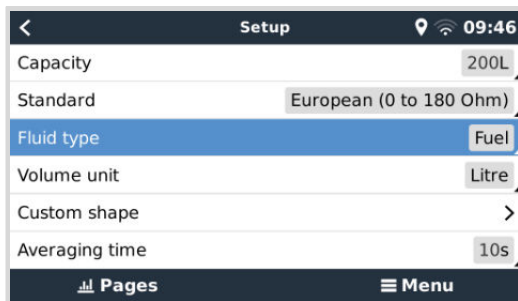 Setup 09:46
Capacity 200L
Standard European (0 to 180 Ohm)
Fluid type Fuel
Volume unit Litre
Custom shape
Averaging time 10s
Pages Menu